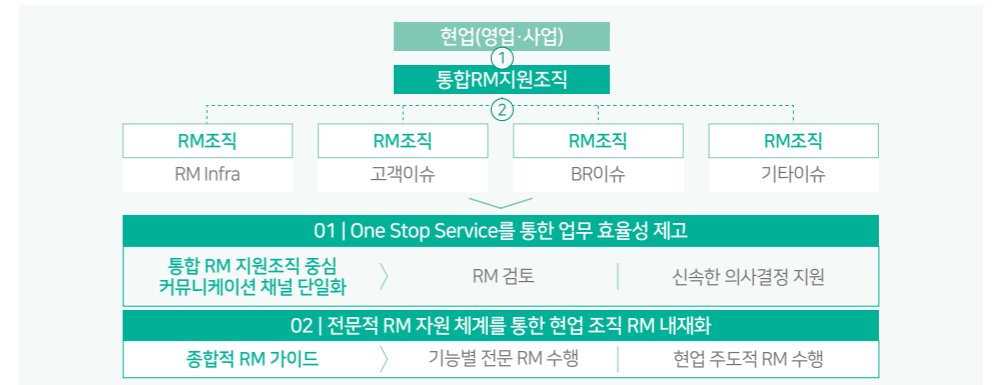 현업(영업·사업)
①
통합RM지원조직
②
RM조직 RM조직 RM조직 RM조직
RM Infra 고객이슈 BR이슈 기타이슈
01 | One Stop Service를 통한 업무 효율성 제고
통합 RM 지원조직 중심
커뮤니케이션 채널 단일화
RM 검토
신속한 의사결정 지원
02 | 전문적 RM 자원 체계를 통한 현업 조직 RM 내재화
종합적 RM 가이드 기능별 전문 RM 수행 현업 주도적 RM 수행